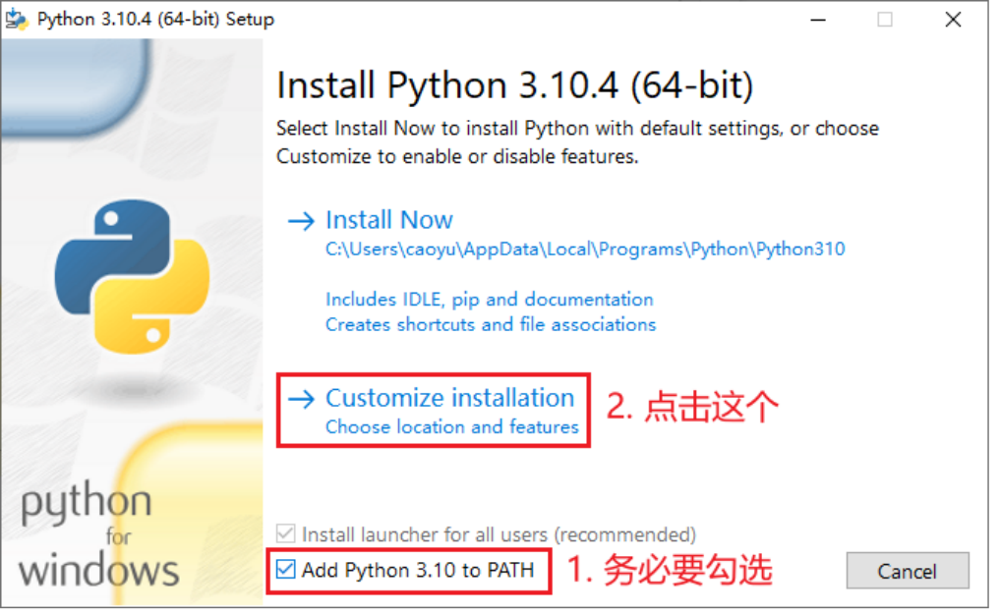 Python 3.10.4 (64-bit) Setup
Install Python 3.10.4 (64-bit)
Select Install Now to install Python with default settings, or choose
Customize to enable or disable features.
Install Now
C:\Users\caoyu\AppData\Local\Programs\Python\Python310
Includes IDLE, pip and documentation
Creates shortcuts and file associations
Customize installation
Choose location and features
2. 点击这个
python
for
windows
Install launcher for all users (recommended)
Add Python 3.10 to PATH
1. 务必要勾选
Cancel